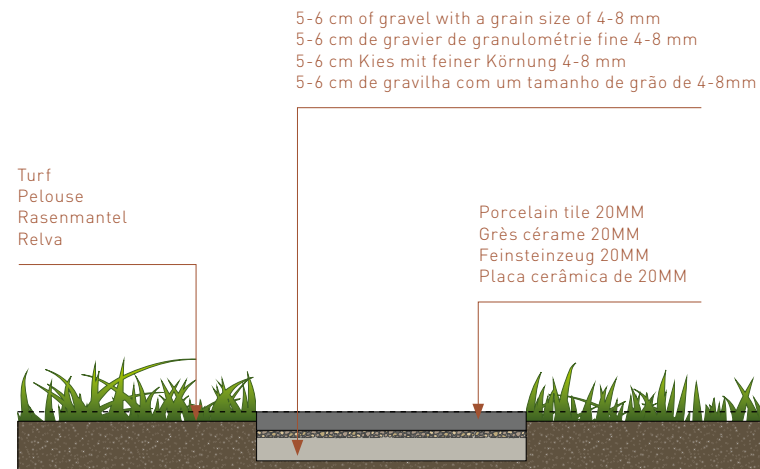 5-6 cm of gravel with a grain size of 4-8 mm
5-6 cm de gravier de granulométrie fine 4-8 mm
5-6 cm Kies mit feiner Körnung 4-8 mm
5-6 cm de gravilha com um tamanho de grão de 4-8mm
Turf
Pelouse
Rasenmantel
Relva
Porcelain tile 20MM
Grès cérame 20MM
Feinsteinzeug 20MM
Placa cerâmica de 20MM